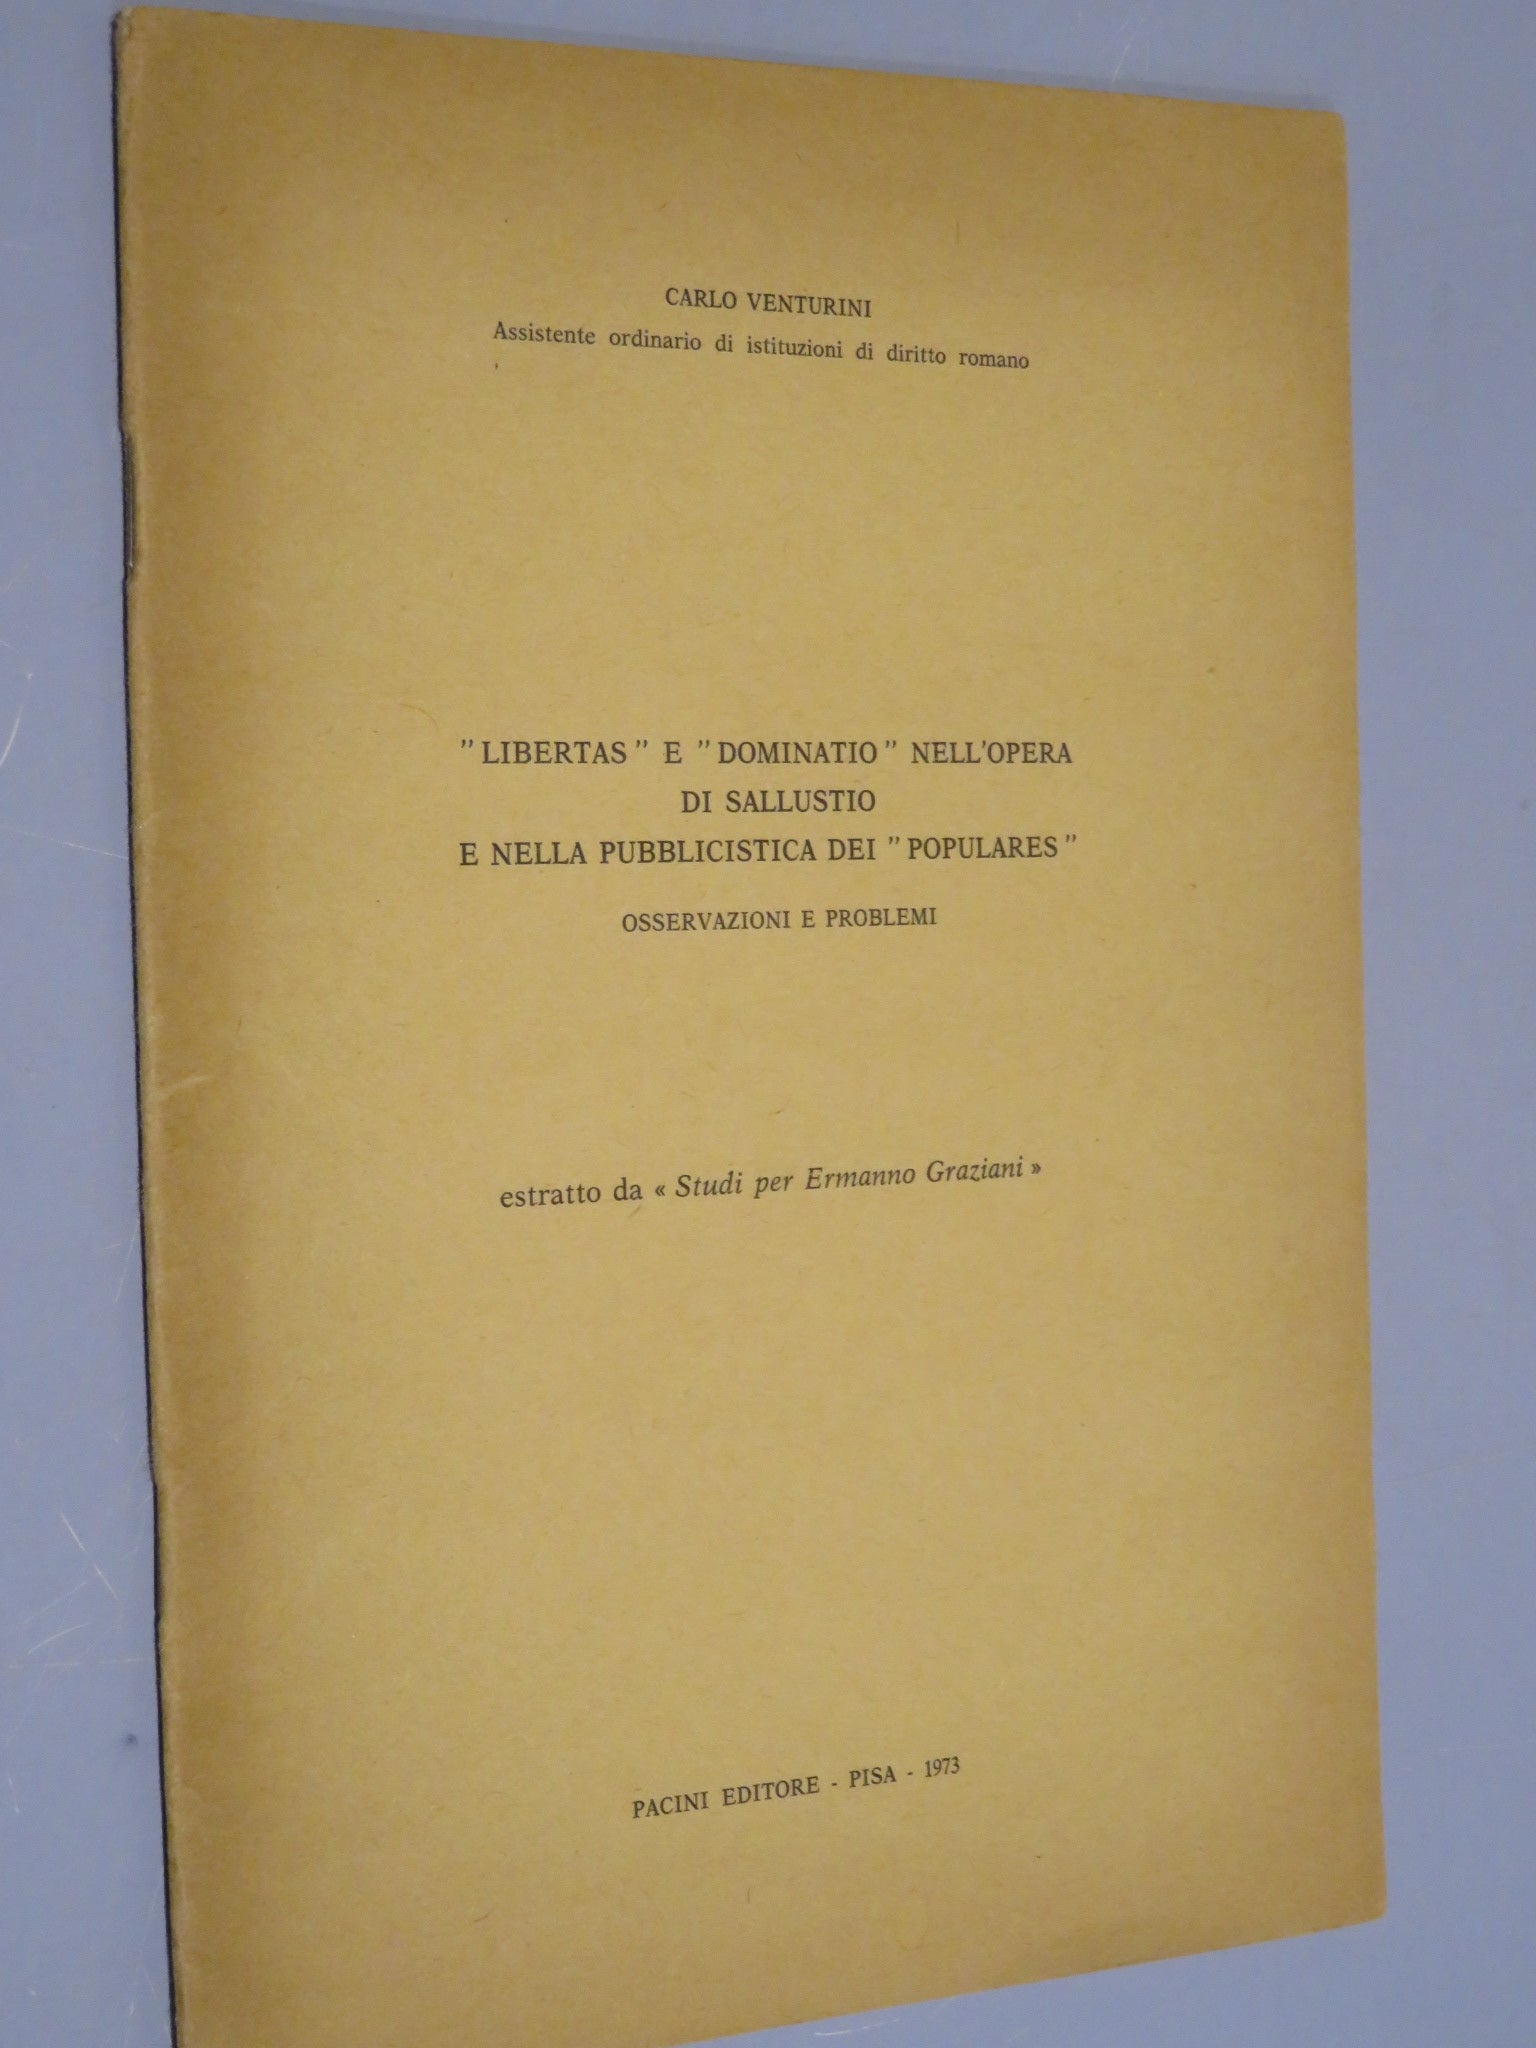 CARLO VENTURINI
Assistente ordinario di istituzioni di diritto romano
"LIBERTAS" E "DOMINATIO" NELL'OPERA
DI SALLUSTIO
E NELLA PUBBLICISTICA DEI "POPULARES"
OSSERVAZIONI E PROBLEMI
estratto da « Studi per Ermanno Graziani »
PACINI EDITORE - PISA - 1973